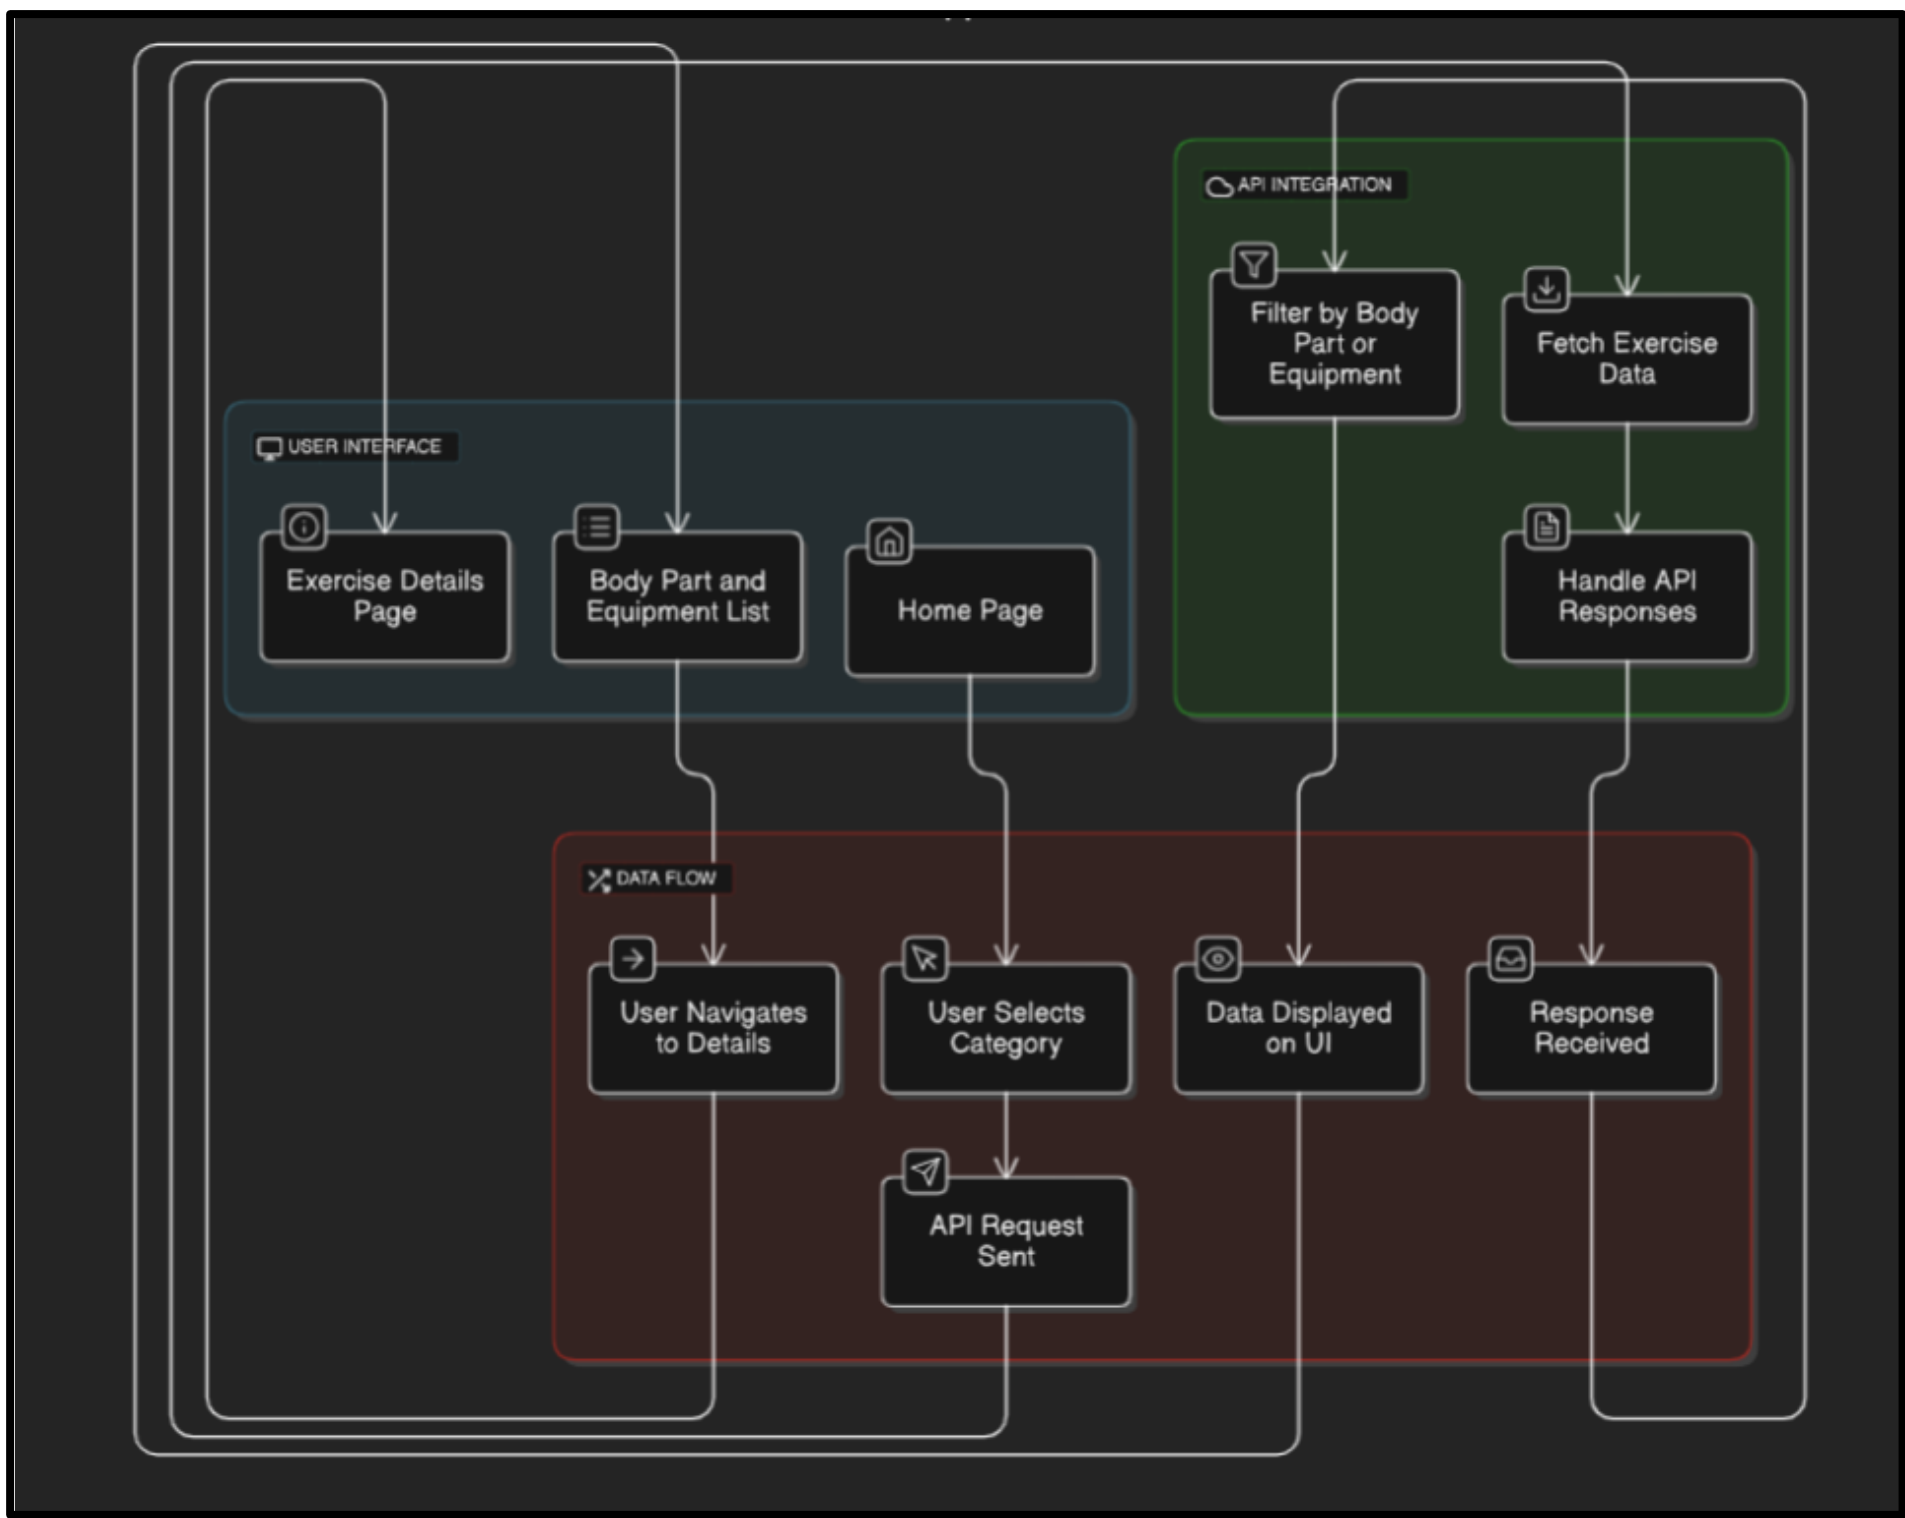 API INTEGRATION
Filter by Body
Part or
Equipment
Fetch Exercise
Data
USER INTERFACE
Exercise Details
Page
Body Part and
Equipment List
Home Page
Handle API
Responses
DATA FLOW
User Navigates
to Details
User Selects
Category
Data Displayed
on UI
Response
Received
API Request
Sent